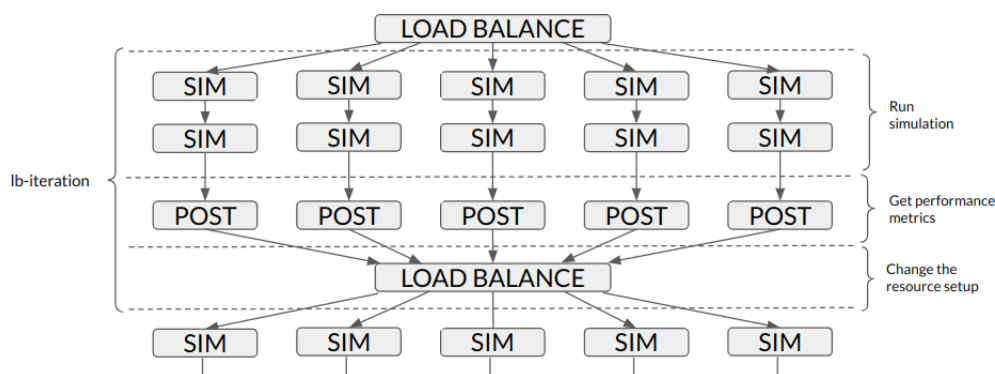 LOAD BALANCE
SIM SIM SIM SIM SIM
Run
simulation
SIM SIM SIM SIM SIM
lb-iteration
POST POST POST POST POST
Get performance
metrics
LOAD BALANCE
Change the
resource setup
SIM SIM SIM SIM SIM